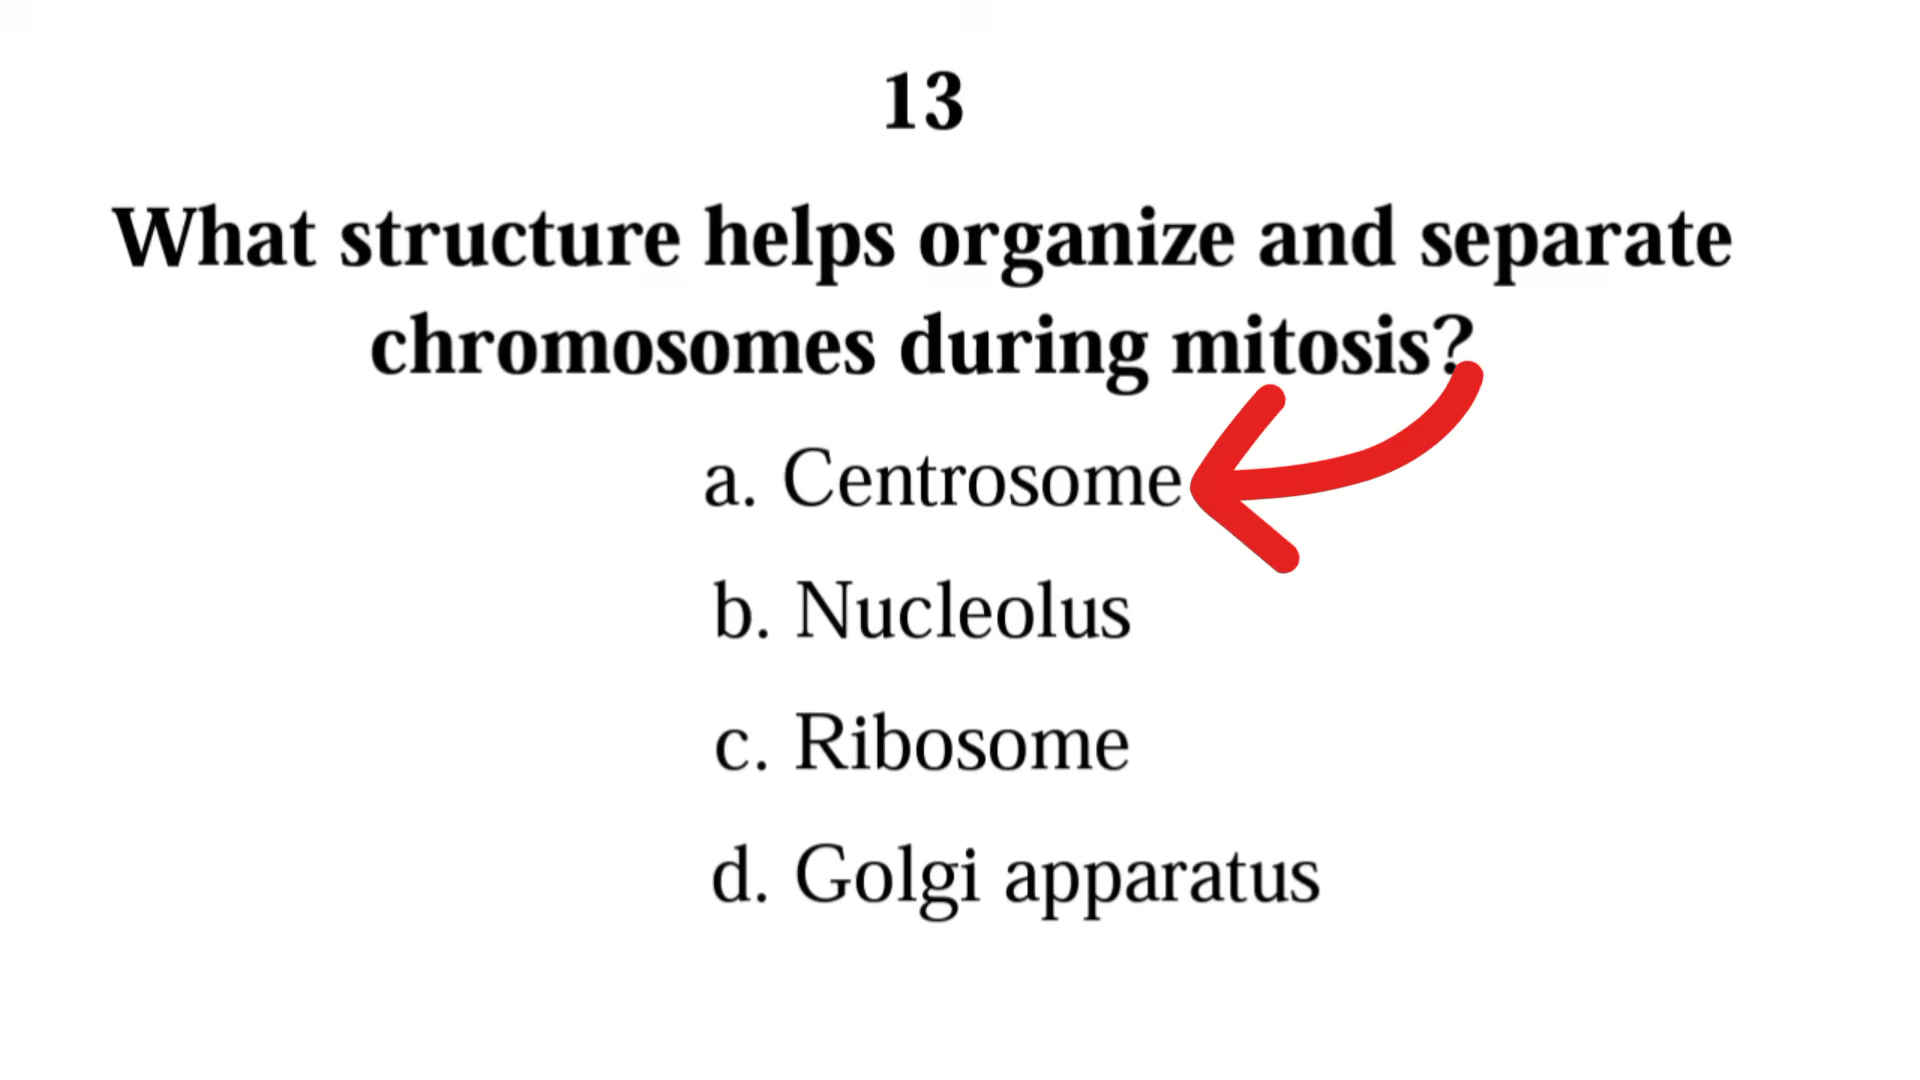 13
What structure helps organize and separate
chromosomes during mitosis?
a. Centrosome
b. Nucleolus
c. Ribosome
d. Golgi apparatus